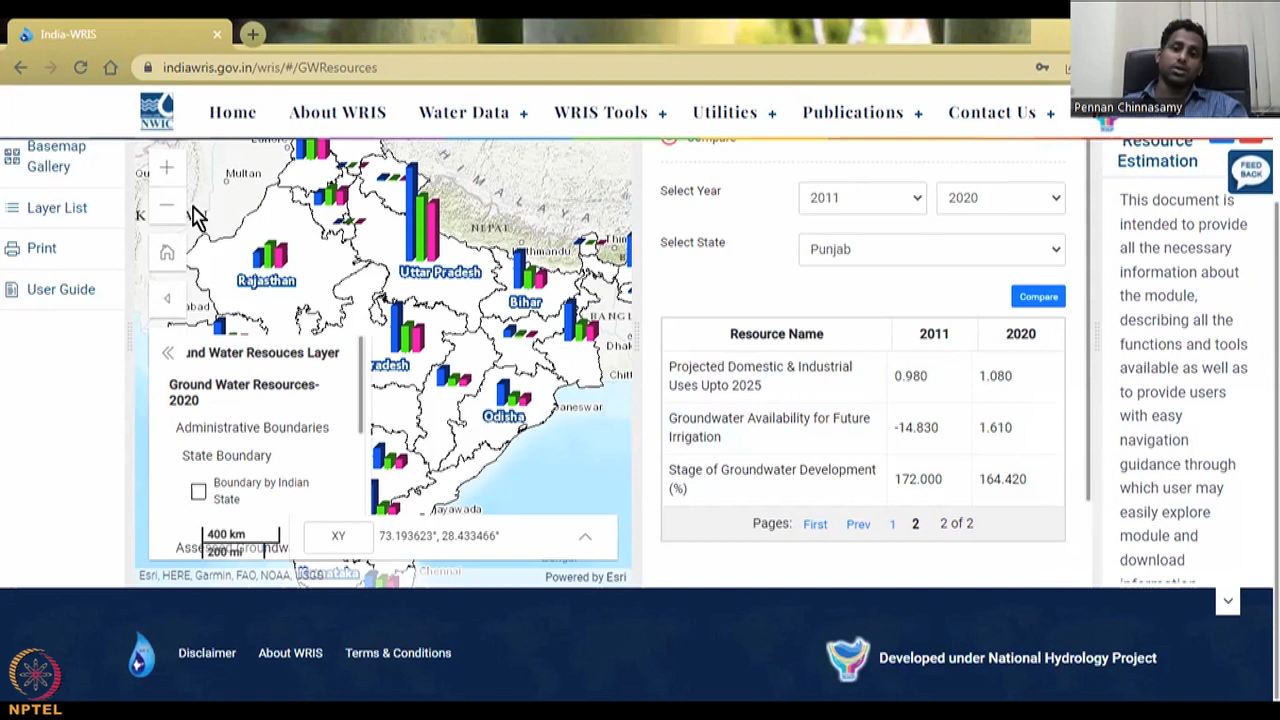 India-WRIS
indiawris.gov.in/wris/#/GWResources
Pennan Chinnasamy
NWIC
Home
About WRIS
Water Data +
WRIS Tools +
Utilities +
Publications +
Contact Us +
Basemap
Gallery
Layer List
Print
User Guide
Multan
HIMALAYA
NEPAL
Uttar Pradesh
Rajasthan
Bihar
Odisha
Ground Water Resouces Layer
Ground Water Resources-
2020
Administrative Boundaries
State Boundary
Boundary by Indian
State
400 km
200 mi
XY
73.193623°, 28.433466°
Karnataka
Chennai
Esri, HERE, Garmin, FAO, NOAA, USGS
Powered by Esri
Compare
Select Year
2011
2020
Select State
Punjab
Compare
Resource Name
2011
2020
Projected Domestic & Industrial
Uses Upto 2025
0.980
1.080
Groundwater Availability for Future
Irrigation
-14.830
1.610
Stage of Groundwater Development
(%)
172.000
164.420
Pages: First Prev 1 2 2 of 2
Resource
Estimation
FEED
BACK
This document is
intended to provide
all the necessary
information about
the module,
describing all the
functions and tools
available as well as
to provide users
with easy
navigation
guidance through
which user may
easily explore
module and
download
information
Disclaimer
About WRIS
Terms & Conditions
Developed under National Hydrology Project
NPTEL